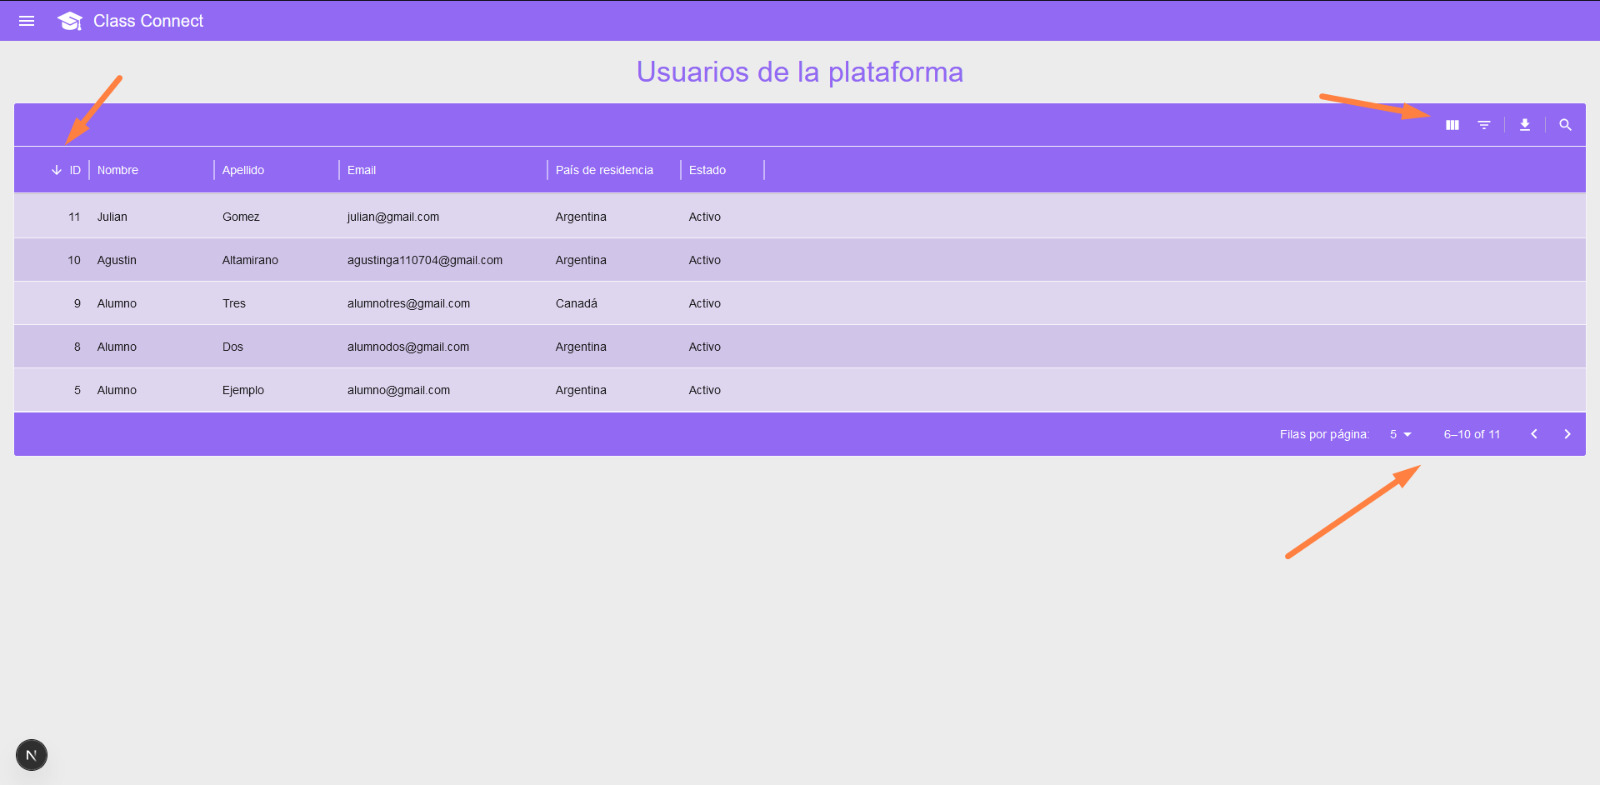 Class Connect
Usuarios de la plataforma
ID Nombre Apellido Email País de residencia Estado
11 Julian Gomez julian@gmail.com Argentina Activo
10 Agustin Altamirano agustinga110704@gmail.com Argentina Activo
9 Alumno Tres alumnotres@gmail.com Canadá Activo
8 Alumno Dos alumnodos@gmail.com Argentina Activo
5 Alumno Ejemplo alumno@gmail.com Argentina Activo
Filas por página: 5 6–10 of 11
N